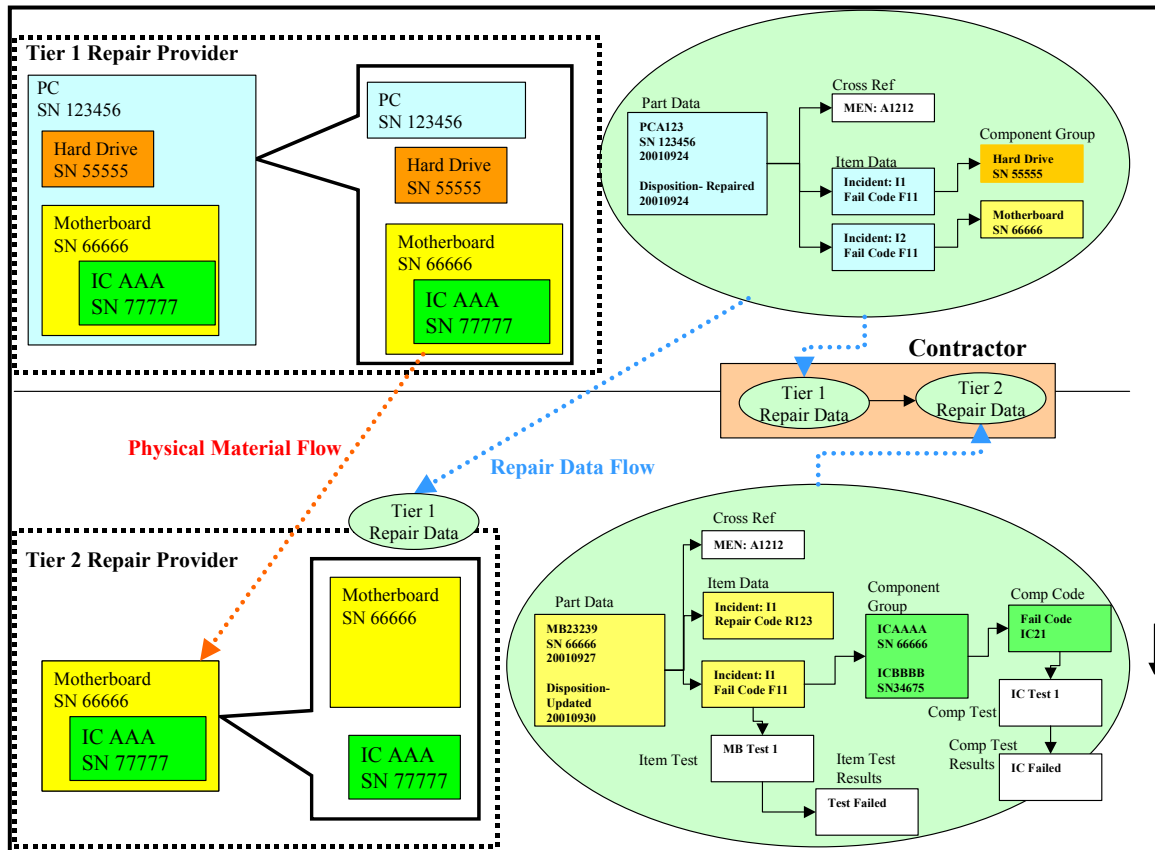 Tier 1 Repair Provider
PC
SN 123456
Hard Drive
SN 55555
Motherboard
SN 66666
IC AAA
SN 77777
PC
SN 123456
Hard Drive
SN 55555
Motherboard
SN 66666
IC AAA
SN 77777
Part Data
PCA123
SN 123456
20010924
Disposition- Repaired
20010924
Cross Ref
MEN: A1212
Item Data
Incident: I1
Fail Code F11
Incident: I2
Fail Code F11
Component Group
Hard Drive
SN 55555
Motherboard
SN 66666
Contractor
Tier 1
Repair Data
Tier 2
Repair Data
Physical Material Flow
Repair Data Flow
Tier 1
Repair Data
Tier 2 Repair Provider
Motherboard
SN 66666
IC AAA
SN 77777
Motherboard
SN 66666
IC AAA
SN 77777
Part Data
MB23239
SN 66666
20010927
Disposition-
Updated
20010930
Cross Ref
MEN: A1212
Item Data
Incident: I1
Repair Code R123
Incident: I1
Fail Code F11
Item Test
MB Test 1
Item Test
Results
Test Failed
Component
Group
ICAAAA
SN 66666
ICBBBB
SN34675
Comp Code
Fail Code
IC21
Comp Test
IC Test 1
Comp Test
Results
IC Failed